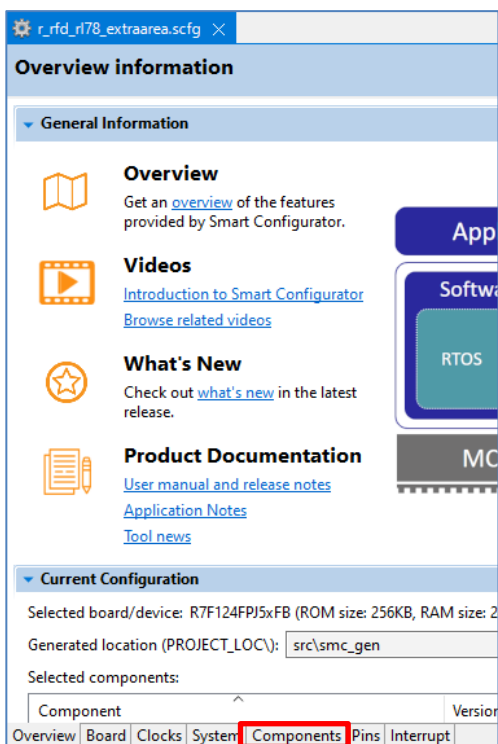 r_rfd_rl78_extraarea.scfg
Overview information
General Information
Overview
Get an overview of the features
provided by Smart Configurator.
Videos
Introduction to Smart Configurator
Browse related videos
What's New
Check out what's new in the latest
release.
Product Documentation
User manual and release notes
Application Notes
Tool news
App
Softwa
RTOS
MC
Current Configuration
Selected board/device: R7F124FPJ5xFB (ROM size: 256KB, RAM size: 2
Generated location (PROJECT_LOC\): src\smc_gen
Selected components:
Component Version
Overview Board Clocks System Components Pins Interrupt